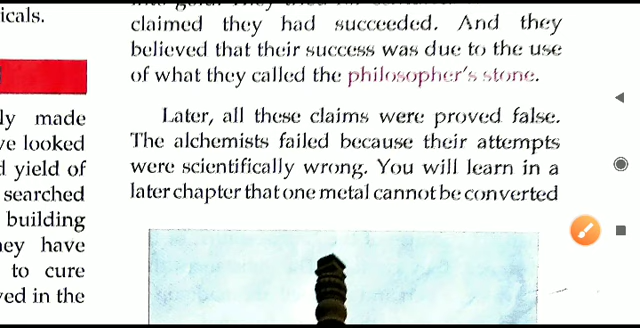 icals.
ly made
ve looked
d yield of
searched
building
ey have
to cure
ved in the
claimed they had succeeded. And they
believed that their success was due to the use
of what they called the philosopher's stone.
Later, all these claims were proved false.
The alchemists failed because their attempts
were scientifically wrong. You will learn in a
later chapter that one metal cannot be converted